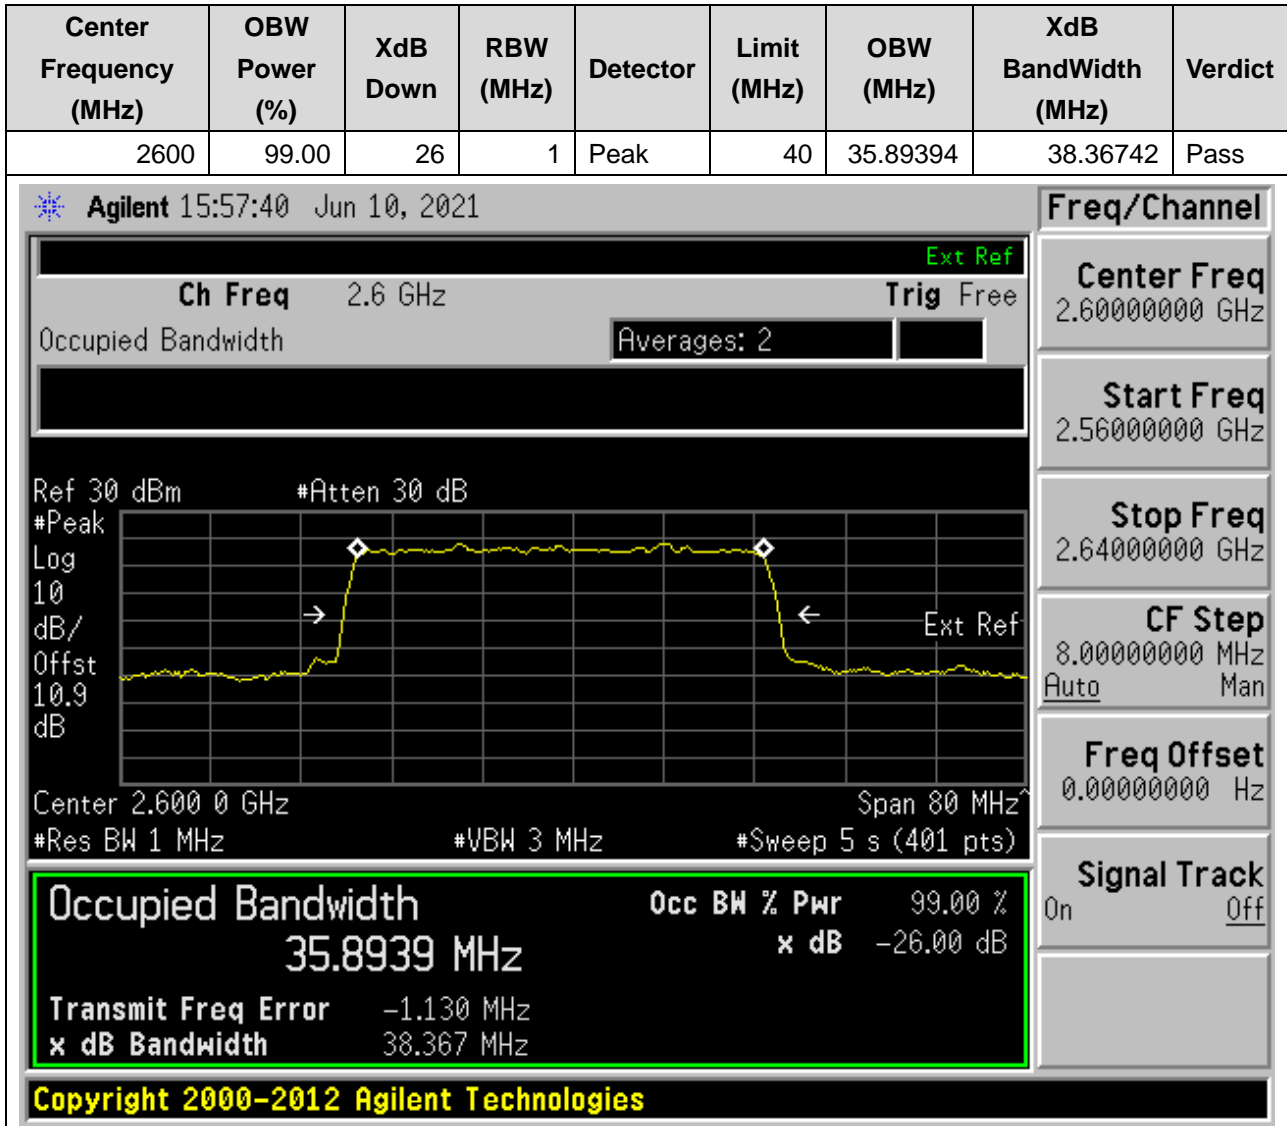 Center Frequency (MHz) OBW Power (%) XdB Down RBW (MHz) Detector Limit (MHz) OBW (MHz) XdB BandWidth (MHz) Verdict
2600 99.00 26 1 Peak 40 35.89394 38.36742 Pass
Agilent 15:57:40 Jun 10, 2021
Freq/Channel
Ext Ref
Ch Freq 2.6 GHz Trig Free
Occupied Bandwidth Averages: 2
Center Freq
2.60000000 GHz
Start Freq
2.56000000 GHz
Stop Freq
2.64000000 GHz
CF Step
8.00000000 MHz
Auto Man
Freq Offset
0.00000000 Hz
Signal Track
On Off
Ref 30 dBm #Atten 30 dB
#Peak
Log
10
dB/
Offst
10.9
dB
Ext Ref
Center 2.600 0 GHz Span 80 MHz^
#Res BW 1 MHz #VBW 3 MHz #Sweep 5 s (401 pts)
Occupied Bandwidth Occ BW % Pwr 99.00 %
35.8939 MHz x dB -26.00 dB
Transmit Freq Error -1.130 MHz
x dB Bandwidth 38.367 MHz
Copyright 2000-2012 Agilent Technologies